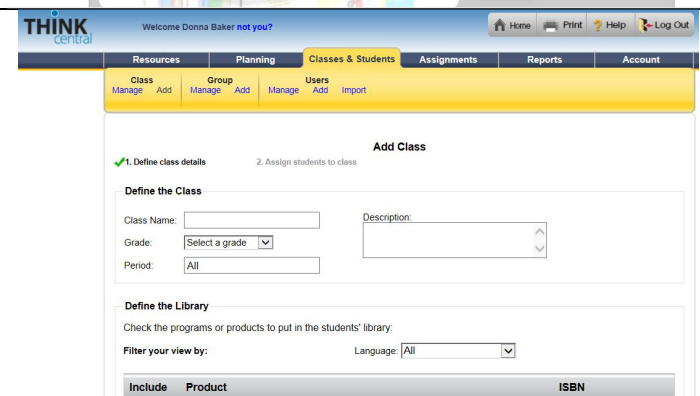 THINK central
Welcome Donna Baker not you?
Home Print Help Log Out
Resources Planning Classes & Students Assignments Reports Account
Class Group Users
Manage Add Manage Add Manage Add Import
Add Class
1. Define class details 2. Assign students to class
Define the Class
Class Name: Description:
Grade: Select a grade
Period: All
Define the Library
Check the programs or products to put in the students' library:
Filter your view by: Language: All
Include Product ISBN